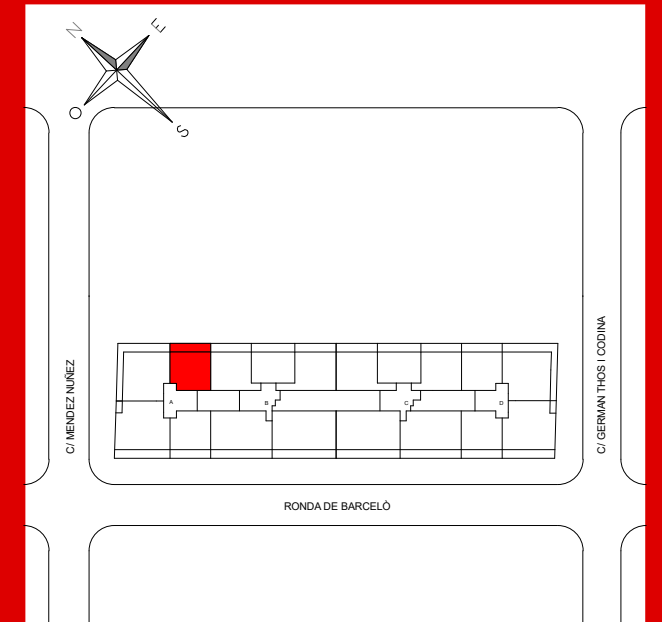 N
E
O
S
C/ MENDEZ NUÑEZ
C/ GERMAN THOS I CODINA
A
B
C
D
RONDA DE BARCELÒ